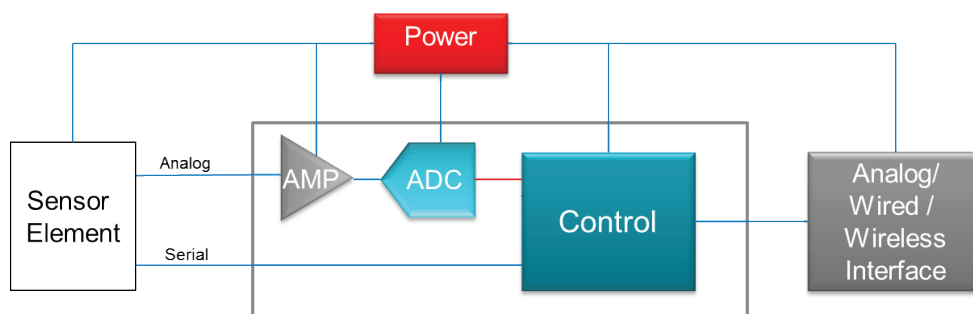 Power
Analog
AMP
ADC
Sensor
Element
Control
Analog/
Wired /
Wireless
Interface
Serial